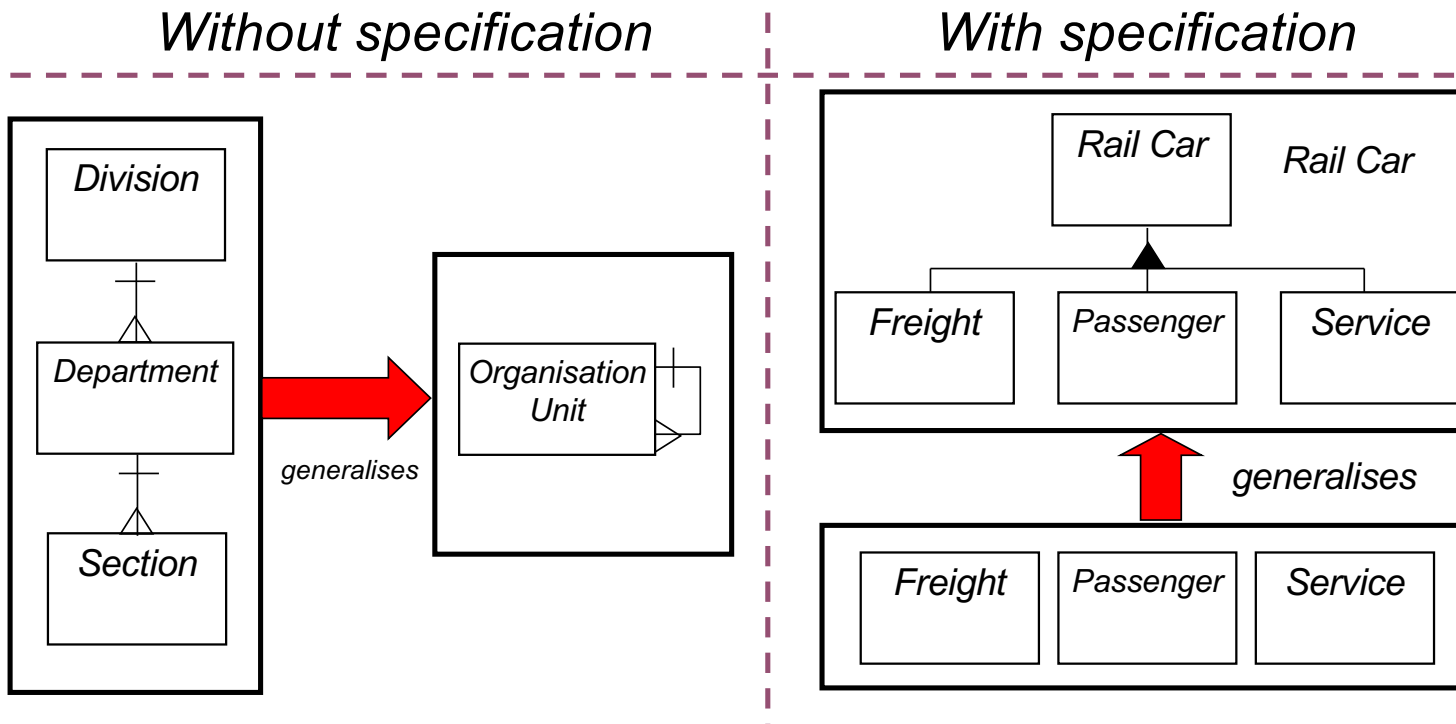 Without specification
With specification
Division
Department
Section
generalises
Organisation
Unit
Rail Car
Rail Car
Freight
Passenger
Service
generalises
Freight
Passenger
Service